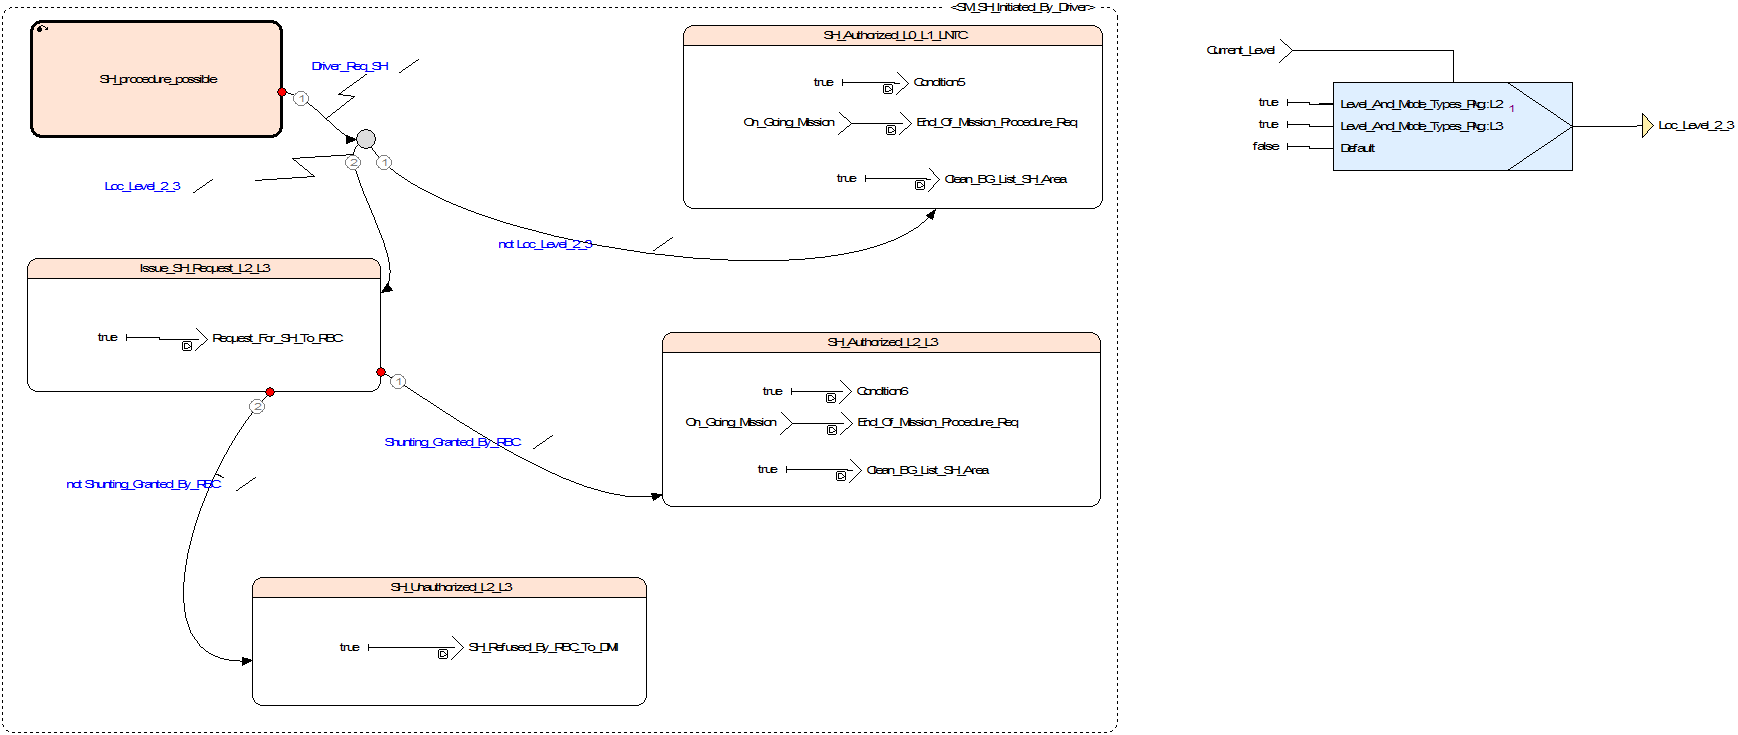 <SM_SH_Initiated_By_Driver>
SH_procedure_possible
1
Driver_Req_SH
2
1
Loc_Level_2_3
not Loc_Level_2_3
SH_Authorized_L0_L1_LNTC
true
Condition5
On_Going_Mission
End_Of_Mission_Procedure_Req
true
Clean_BG_List_SH_Area
Issue_SH_Request_L2_L3
true
Request_For_SH_To_RBC
1
2
Shunting_Granted_By_RBC
not Shunting_Granted_By_RBC
SH_Authorized_L2_L3
true
Condition6
On_Going_Mission
End_Of_Mission_Procedure_Req
true
Clean_BG_List_SH_Area
SH_Unauthorized_L2_L3
true
SH_Refused_By_RBC_To_DMI
Current_Level
true
Level_And_Mode_Types_Pkg::L2
1
true
Level_And_Mode_Types_Pkg::L3
false
Default
Loc_Level_2_3